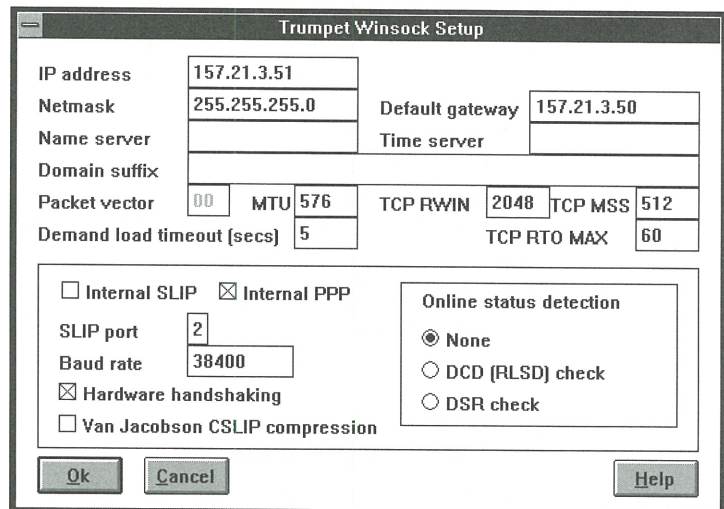 Trumpet Winsock Setup
IP address 157.21.3.51
Netmask 255.255.255.0 Default gateway 157.21.3.50
Name server Time server
Domain suffix
Packet vector 00 MTU 576 TCP RWIN 2048 TCP MSS 512
Demand load timeout (secs) 5 TCP RTO MAX 60
Internal SLIP Internal PPP
Online status detection
SLIP port 2
None
Baud rate 38400
DCD (RLSD) check
Hardware handshaking
DSR check
Van Jacobson CSLIP compression
Ok Cancel Help